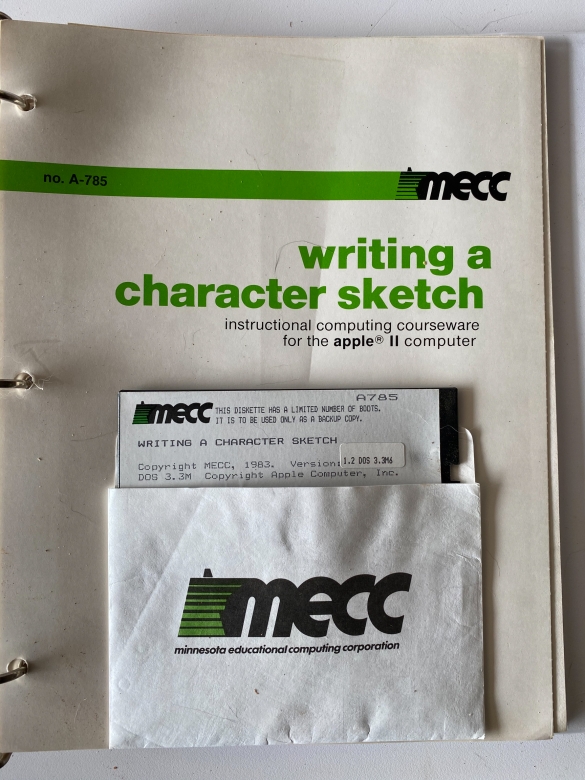 no. A-785
mecc
writing a
character sketch
instructional computing courseware
for the apple® II computer
A785
mecc THIS DISKETTE HAS A LIMITED NUMBER OF BOOTS.
IT IS TO BE USED ONLY AS A BACKUP COPY.
WRITING A CHARACTER SKETCH
Copyright MECC, 1983. Version: 1.2 DOS 3.3M6
DOS 3.3M Copyright Apple Computer, Inc.
mecc
minnesota educational computing corporation